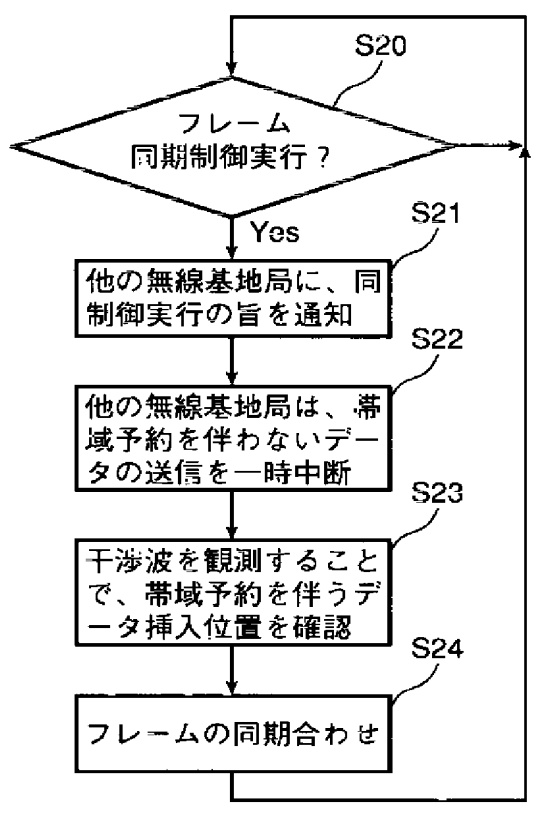 S20
フレーム
同期制御実行？
Yes
S21
他の無線基地局に、同
制御実行の旨を通知
S22
他の無線基地局は、帯
域予約を伴わないデー
タの送信を一時中断
S23
干渉波を観測すること
で、帯域予約を伴うデ
ータ挿入位置を確認
S24
フレームの同期合わせ